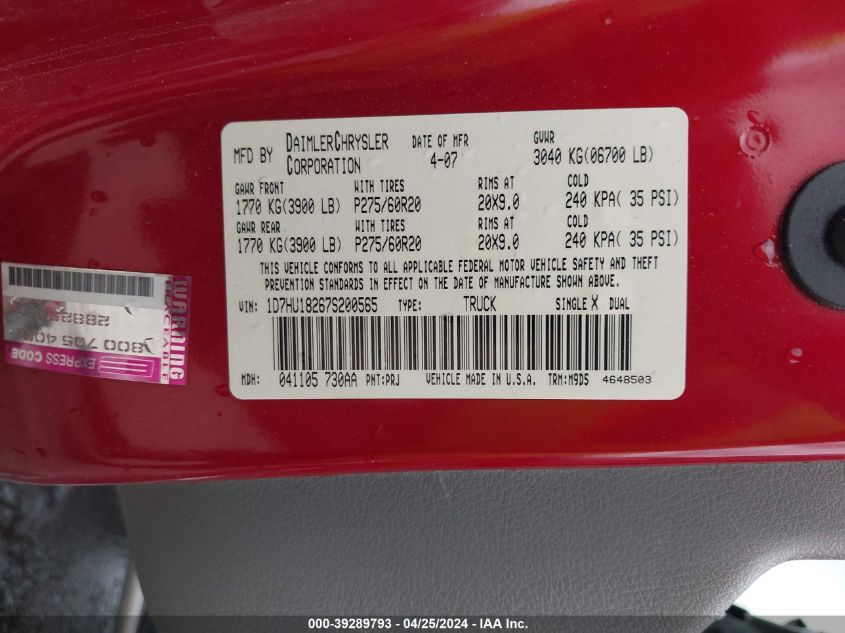 MFD BY DAIMLERCHRYSLER CORPORATION DATE OF MFR 4-07 GVWR 3040 KG(06700 LB)
GAWR FRONT WITH TIRES RIMS AT COLD
1770 KG(3900 LB) P275/60R20 20X9.0 240 KPA( 35 PSI)
GAWR REAR WITH TIRES RIMS AT COLD
1770 KG(3900 LB) P275/60R20 20X9.0 240 KPA( 35 PSI)
THIS VEHICLE CONFORMS TO ALL APPLICABLE FEDERAL MOTOR VEHICLE SAFETY AND THEFT
PREVENTION STANDARDS IN EFFECT ON THE DATE OF MANUFACTURE SHOWN ABOVE.
VIN: 1D7HU18267S200565 TYPE: TRUCK SINGLE X DUAL
MDH: 041105 730AA PNT:PRJ VEHICLE MADE IN U.S.A. TRM:M9D5 4648503
WARNING
EXPRESS CODE
000-39289793 - 04/25/2024 - IAA Inc.